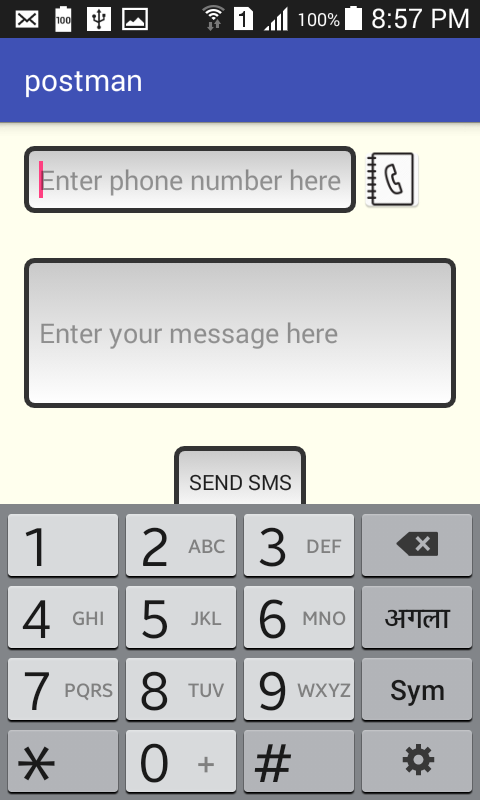 100 1 100% 8:57 PM
postman
Enter phone number here
Enter your message here
SEND SMS
1 2 ABC 3 DEF
4 GHI 5 JKL 6 MNO अगला
7 PQRS 8 TUV 9 WXYZ Sym
* 0 + #